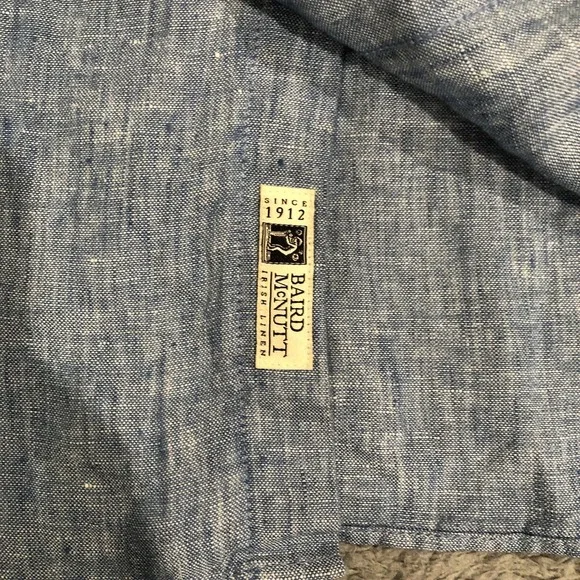 SINCE
1912
BAIRD
McNUTT
IRISH LINEN